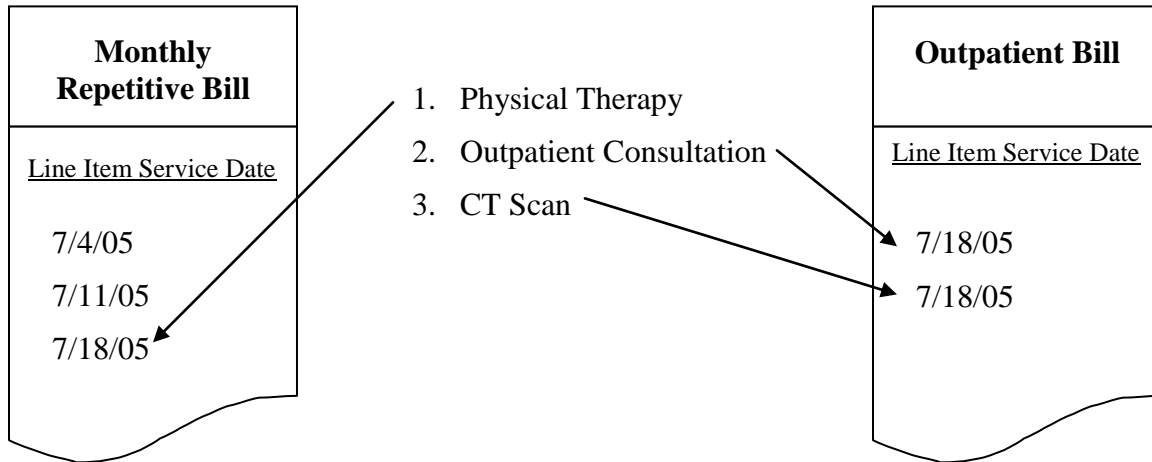 Monthly
Repetitive Bill
Line Item Service Date
7/4/05
7/11/05
7/18/05
1. Physical Therapy
2. Outpatient Consultation
3. CT Scan
Outpatient Bill
Line Item Service Date
7/18/05
7/18/05